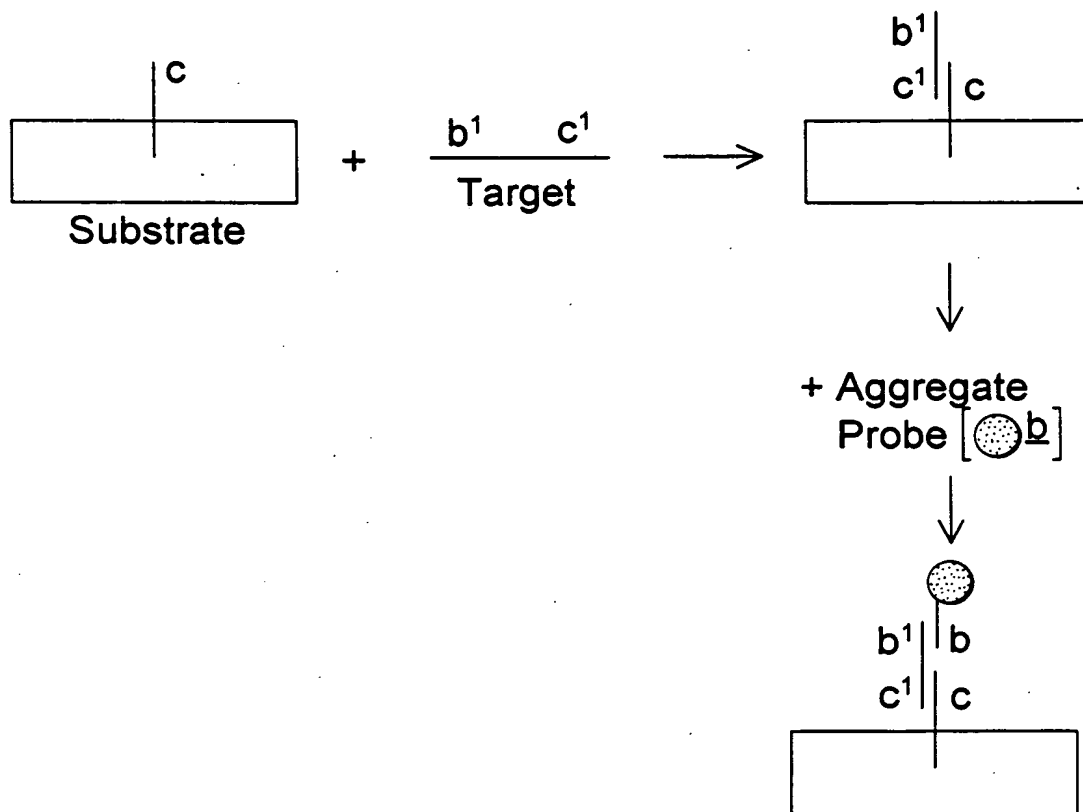 c
Substrate
+
b¹ c¹
Target
b¹
c¹ c
+ Aggregate
Probe [b]
b¹ b
c¹ c